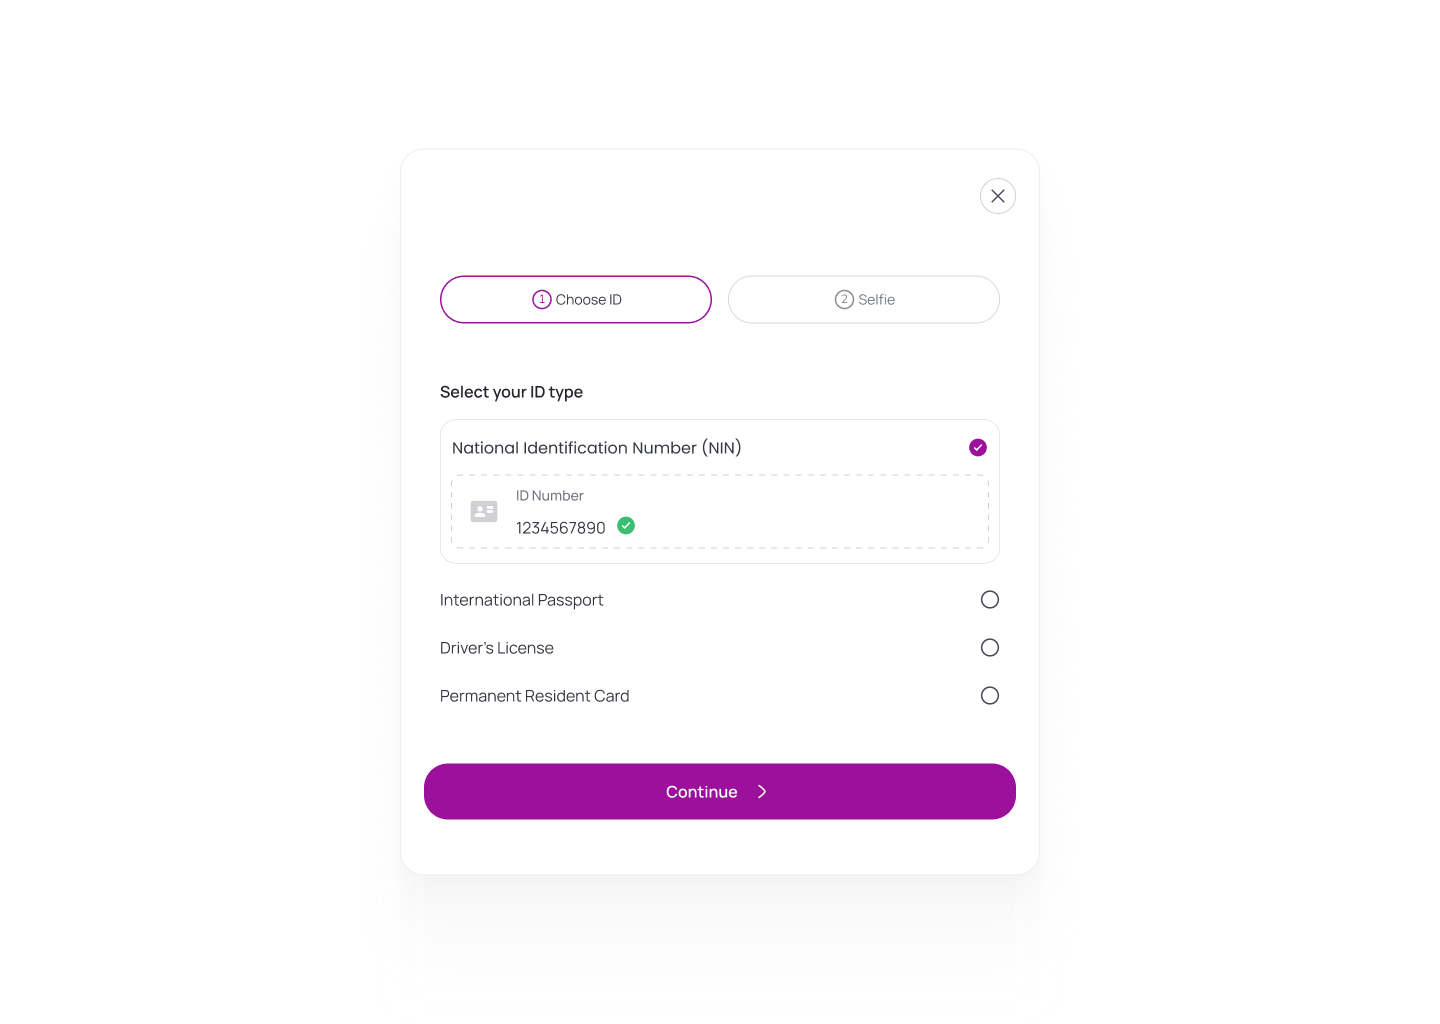 1 Choose ID
2 Selfie
Select your ID type
National Identification Number (NIN)
ID Number
1234567890
International Passport
Driver's License
Permanent Resident Card
Continue